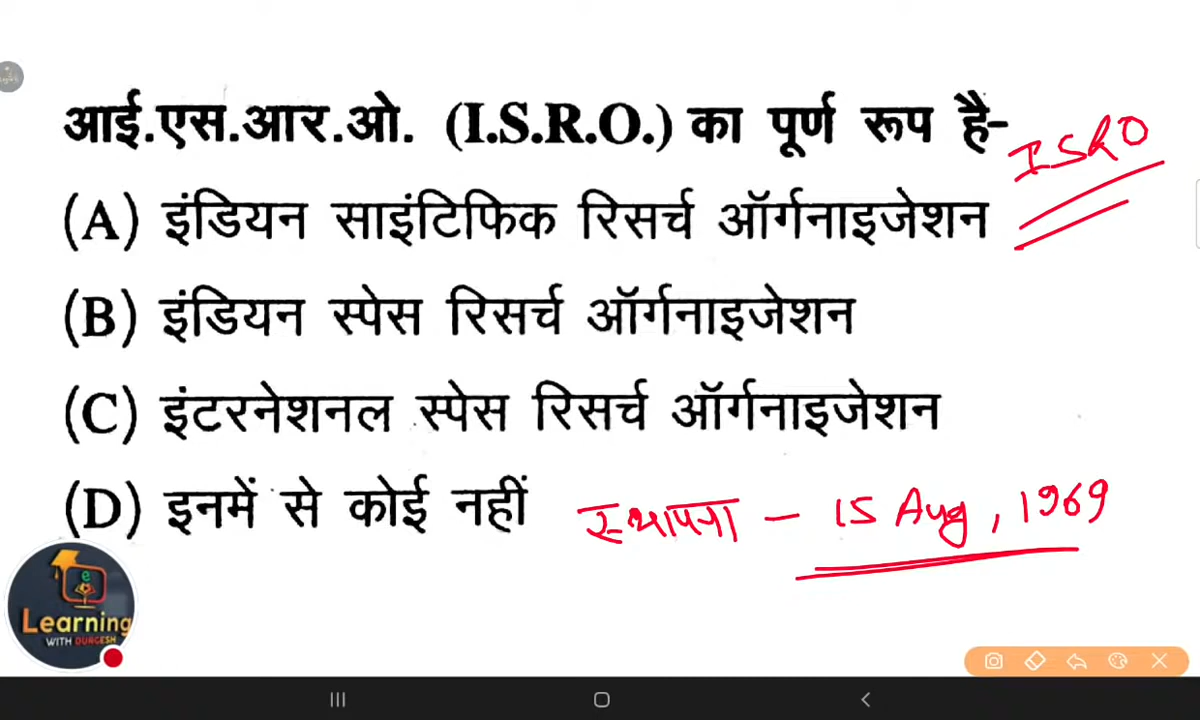 आई.एस.आर.ओ. (I.S.R.O.) का पूर्ण रूप है-
ISRO
(A) इंडियन साइंटिफिक रिसर्च ऑर्गनाइजेशन
(B) इंडियन स्पेस रिसर्च ऑर्गनाइजेशन
(C) इंटरनेशनल स्पेस रिसर्च ऑर्गनाइजेशन
(D) इनमें से कोई नहीं
स्थापना - 15 Aug, 1969
e
Learning
WITH DURGESH